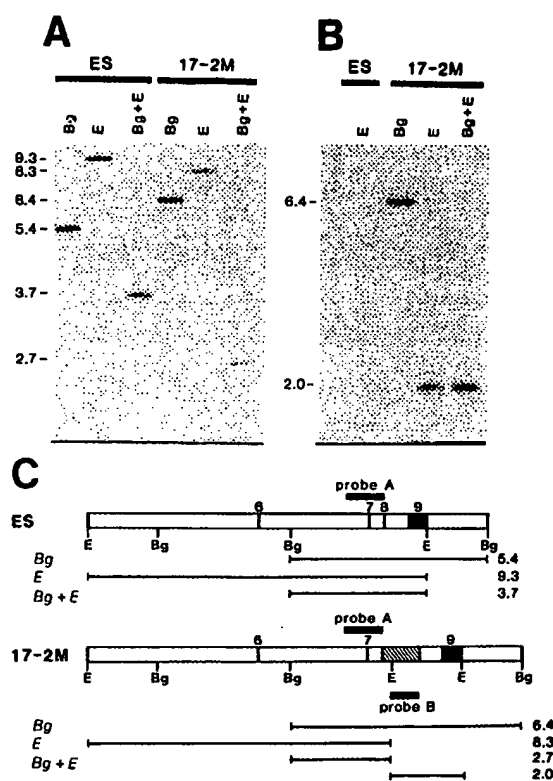 A
B
ES 17-2M
ES 17-2M
Bg E Bg+E Bg E Bg+E
E Bg E Bg+E
9.3 -
8.3 -
6.4 -
5.4 -
3.7 -
2.7 -
6.4 -
2.0 -
C
probe A
6 7 8 9
ES
E Bg Bg E Bg
Bg 5.4
E 9.3
Bg + E 3.7
probe A
6 7 9
17-2M
E Bg Bg E E Bg
probe B
Bg 6.4
E 8.3
Bg + E 2.7
2.0